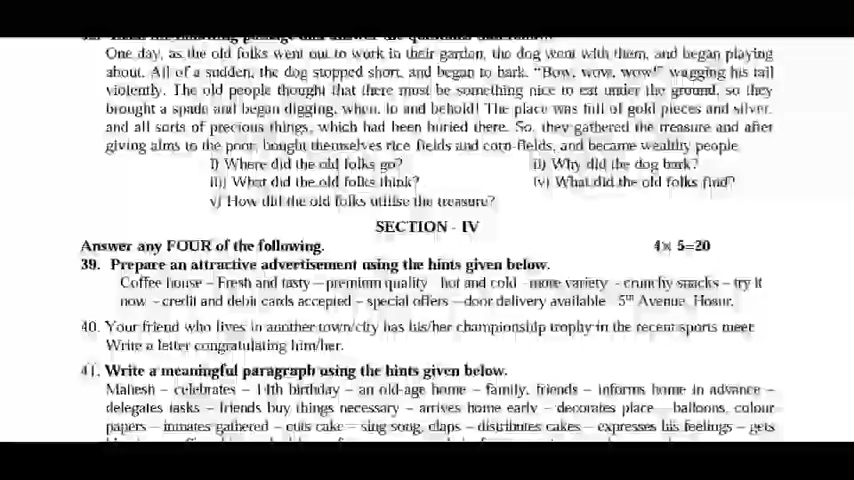 One day, as the old folks went out to work in their garden, the dog went with them, and began playing
about. All of a sudden, the dog stopped short, and began to bark. "Bow, wow, wow!" wagging his tail
violently. The old people thought that there must be something nice to eat under the ground, so they
brought a spade and began digging, when, lo and behold! The place was full of gold pieces and silver,
and all sorts of precious things, which had been buried there. So, they gathered the treasure and after
giving alms to the poor, bought themselves rice fields and corn-fields, and became wealthy people
i) Where did the old folks go? ii) Why did the dog bark?
iii) What did the old folks think? iv) What did the old folks find?
v) How did the old folks utilise the treasure?
SECTION - IV
Answer any FOUR of the following. 4× 5=20
39. Prepare an attractive advertisement using the hints given below.
Coffee house – Fresh and tasty – premium quality hot and cold - more variety - crunchy snacks – try it
now – credit and debit cards accepted – special offers – door delivery available 5th Avenue, Hosur.
40. Your friend who lives in another town/city has his/her championship trophy in the recent sports meet
Write a letter congratulating him/her.
41. Write a meaningful paragraph using the hints given below.
Mahesh – celebrates – 14th birthday – an old-age home – family, friends – informs home in advance –
delegates tasks – friends buy things necessary – arrives home early – decorates place balloons, colour
papers – inmates gathered – cuts cake – sing song, claps – distributes cakes – expresses his feelings – gets